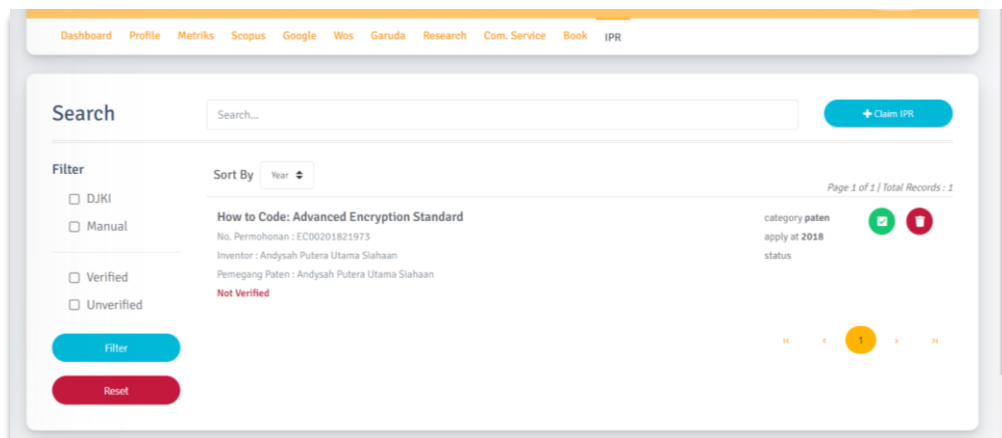 Dashboard Profile Metriks Scopus Google Wos Garuda Research Com. Service Book IPR
Search
Search...
+ Claim IPR
Filter
DJKI
Manual
Verified
Unverified
Filter
Reset
Sort By Year
Page 1 of 1 | Total Records : 1
How to Code: Advanced Encryption Standard
No. Permohonan : EC00201821973
Inventor : Andysah Putera Utama Siahaan
Pemegang Paten : Andysah Putera Utama Siahaan
Not Verified
category paten
apply at 2018
status
1